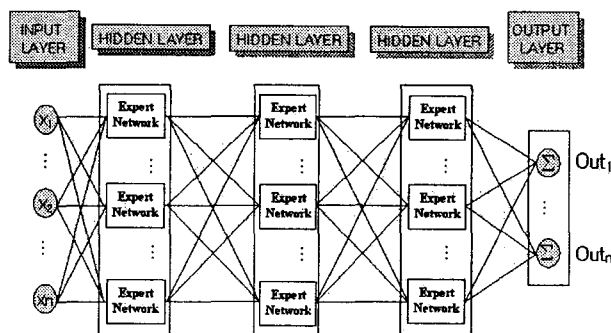 INPUT LAYER
HIDDEN LAYER
HIDDEN LAYER
HIDDEN LAYER
OUTPUT LAYER
X1
Expert Network
Expert Network
Expert Network
⋮
⋮
⋮
⋮
Σ
Out1
X2
Expert Network
Expert Network
Expert Network
⋮
⋮
⋮
⋮
⋮
Σ
Outn
Xn
Expert Network
Expert Network
Expert Network